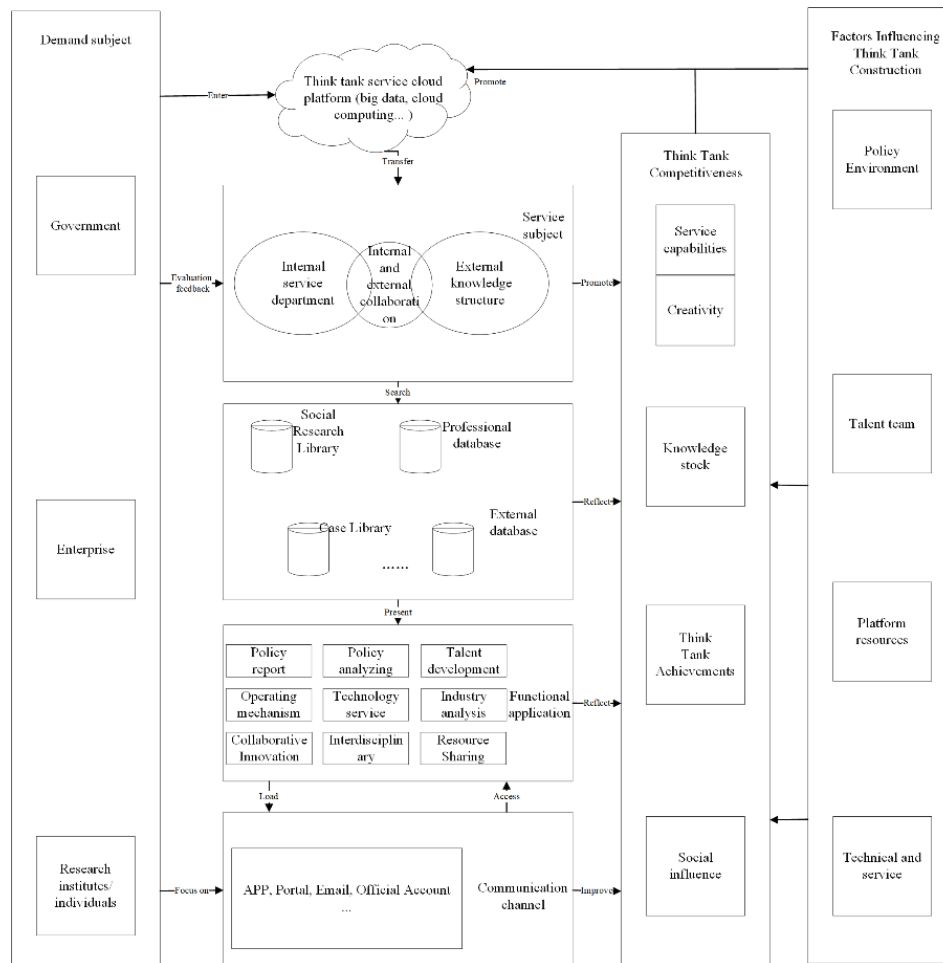 Demand subject
Government
Enterprise
Research
institutes/
individuals
Enter
Evaluation
feedback
Focus on
Think tank service cloud
platform (big data, cloud
computing... )
Transfer
Service
subject
Internal
service
department
Internal
and
external
collaborati
on
External
knowledge
structure
Search
Social
Research
Library
Professional
database
Case Library
External
database
......
Present
Policy
report
Policy
analyzing
Talent
development
Operating
mechanism
Technology
service
Industry
analysis
Functional
application
Collaborative
Innovation
Interdisciplin
ary
Resource
Sharing
Load
Access
APP, Portal, Email, Official Account
...
Communication
channel
Promote
Promote
Reflect
Reflect
Improve
Think Tank
Competitiveness
Service
capabilities
Creativity
Knowledge
stock
Think
Tank
Achievements
Social
influence
Factors Influencing
Think Tank
Construction
Policy
Environment
Talent team
Platform
resources
Technical and
service